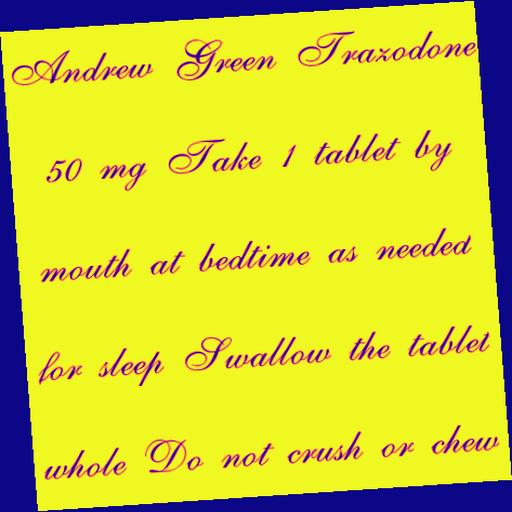 Andrew Green Trazodone
50 mg Take 1 tablet by
mouth at bedtime as needed
for sleep Swallow the tablet
whole Do not crush or chew